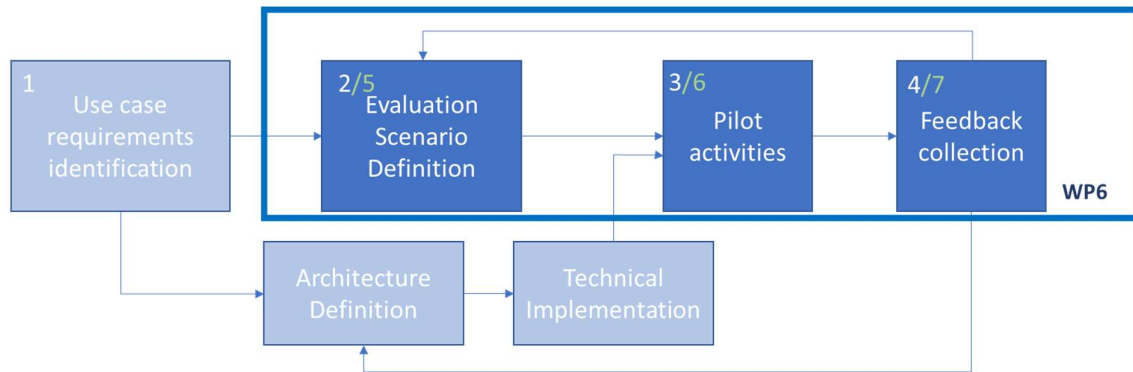 1
Use case
requirements
identification
2/5
Evaluation
Scenario
Definition
3/6
Pilot
activities
4/7
Feedback
collection
WP6
Architecture
Definition
Technical
Implementation